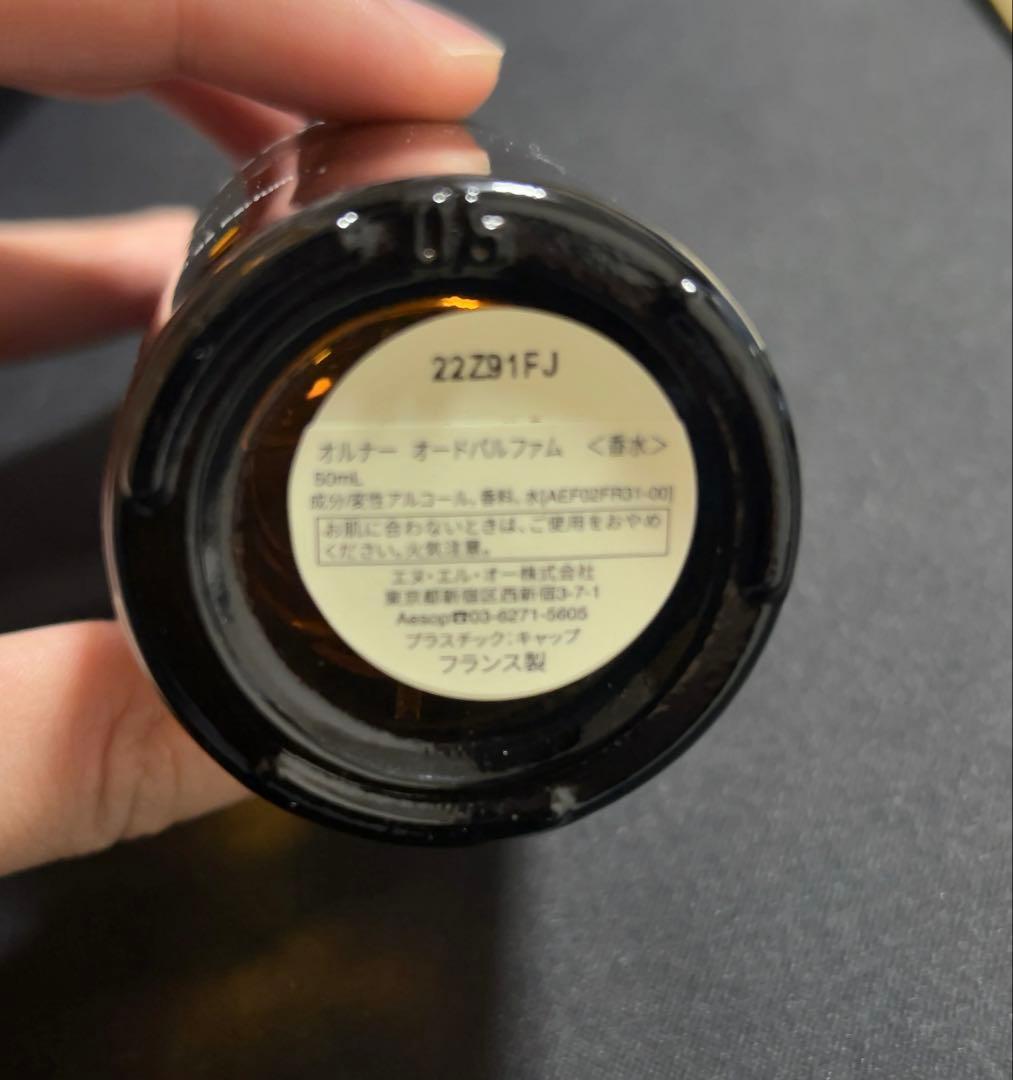 05
22Z91FJ
オルナー オードパルファム <香水>
50mL
成分/変性アルコール、香料、水[AEF02FR31-00]
お肌に合わないときは、ご使用をおやめ
ください。火気注意。
エヌ・エル・オー株式会社
東京都新宿区西新宿3-7-1
Aesop☎03-6271-5605
プラスチック:キャップ
フランス製